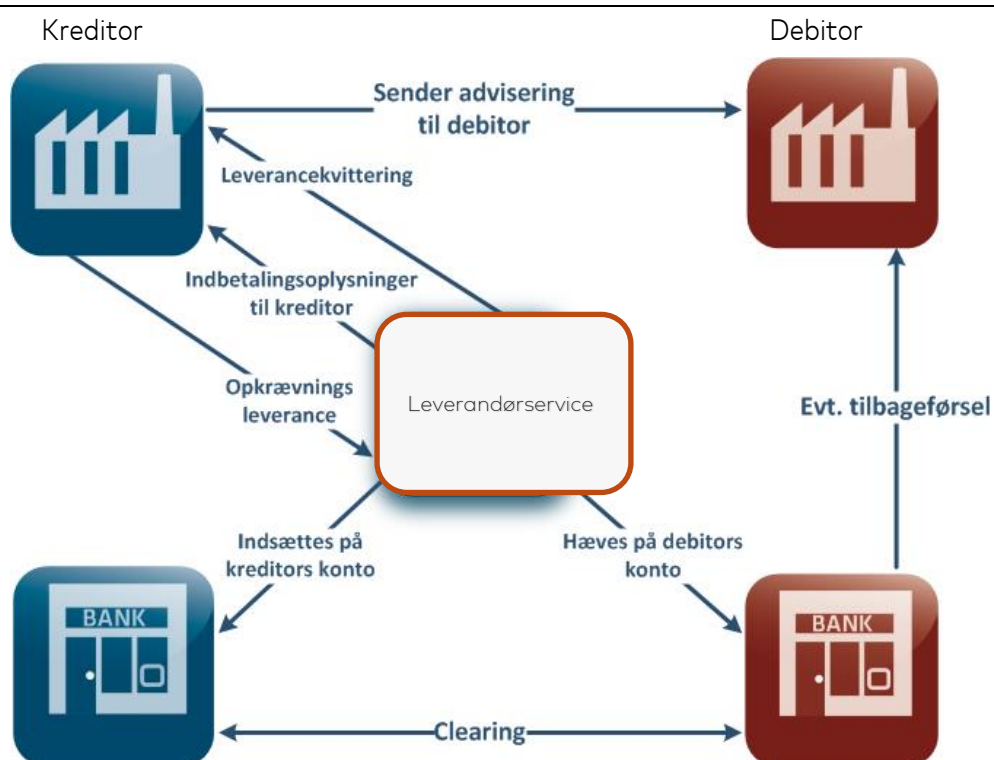 Kreditor
Debitor
Sender advisering
til debitor
Leverancekvittering
Indbetalingsoplysninger
til kreditor
Opkrævnings
leverance
Leverandørservice
Evt. tilbageførsel
Indsættes på
kreditors konto
Hæves på debitors
konto
BANK
BANK
Clearing